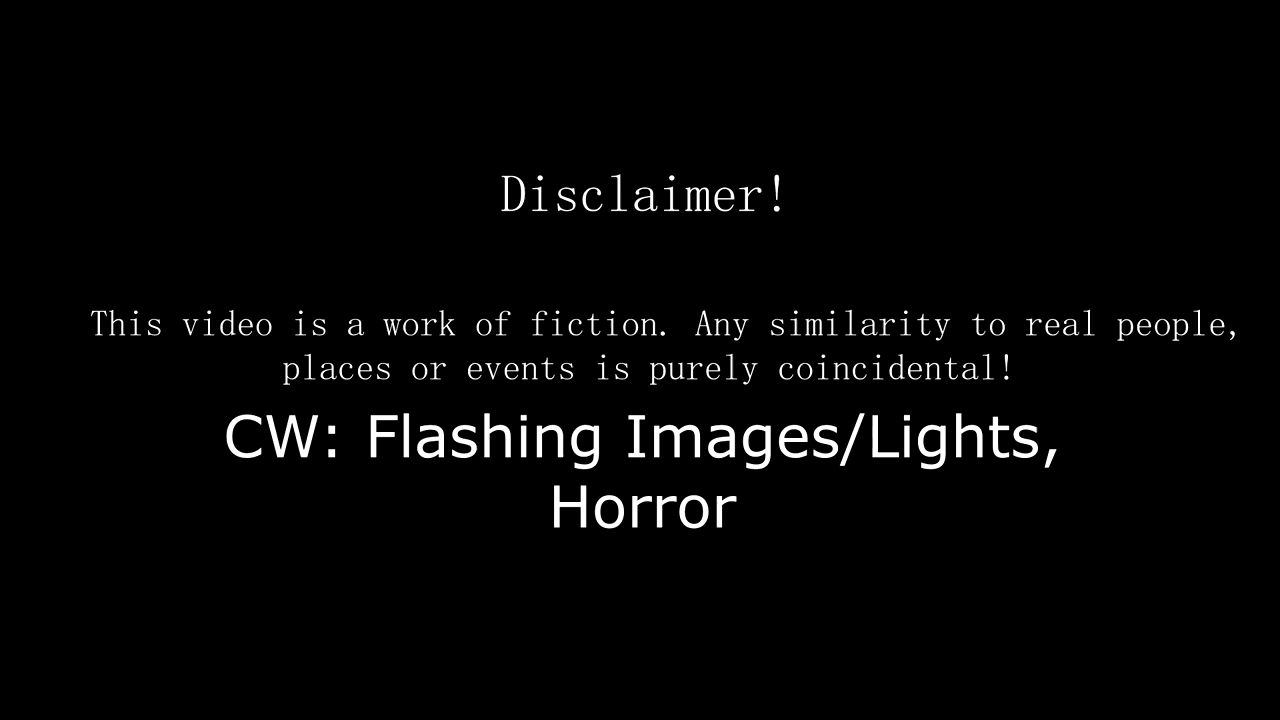 Disclaimer!
This video is a work of fiction. Any similarity to real people,
places or events is purely coincidental!
CW: Flashing Images/Lights,
Horror